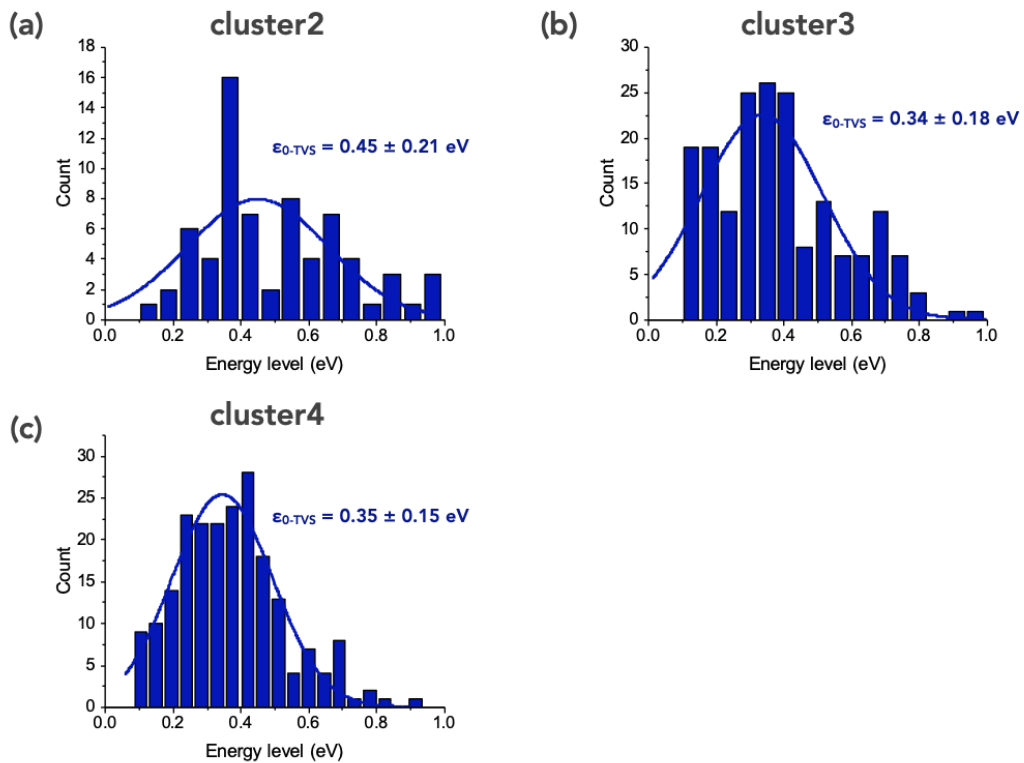 (a)
cluster2
18
16
14
12
10
8
6
4
2
0
Count
ε0-TVS = 0.45 ± 0.21 eV
0.0 0.2 0.4 0.6 0.8 1.0
Energy level (eV)
(b)
cluster3
30
25
20
15
10
5
0
Count
ε0-TVS = 0.34 ± 0.18 eV
0.0 0.2 0.4 0.6 0.8 1.0
Energy level (eV)
(c)
cluster4
30
25
20
15
10
5
0
Count
ε0-TVS = 0.35 ± 0.15 eV
0.0 0.2 0.4 0.6 0.8 1.0
Energy level (eV)